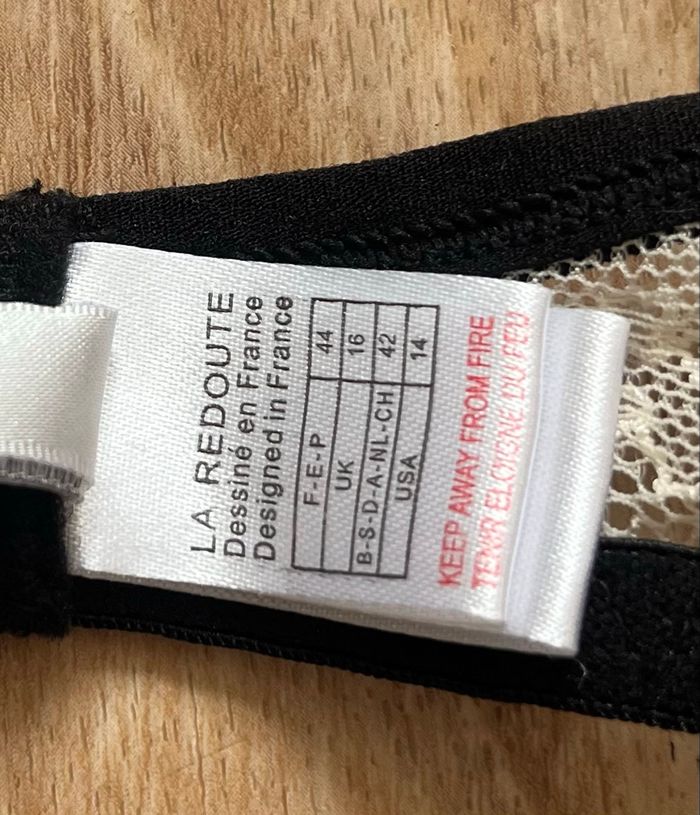 LA REDOUTE
Dessiné en France
Designed in France
F-E-P 44
UK 16
B-S-D-A-NL-CH 42
USA 14
KEEP AWAY FROM FIRE
TENIR ELOIGNE DU FEU